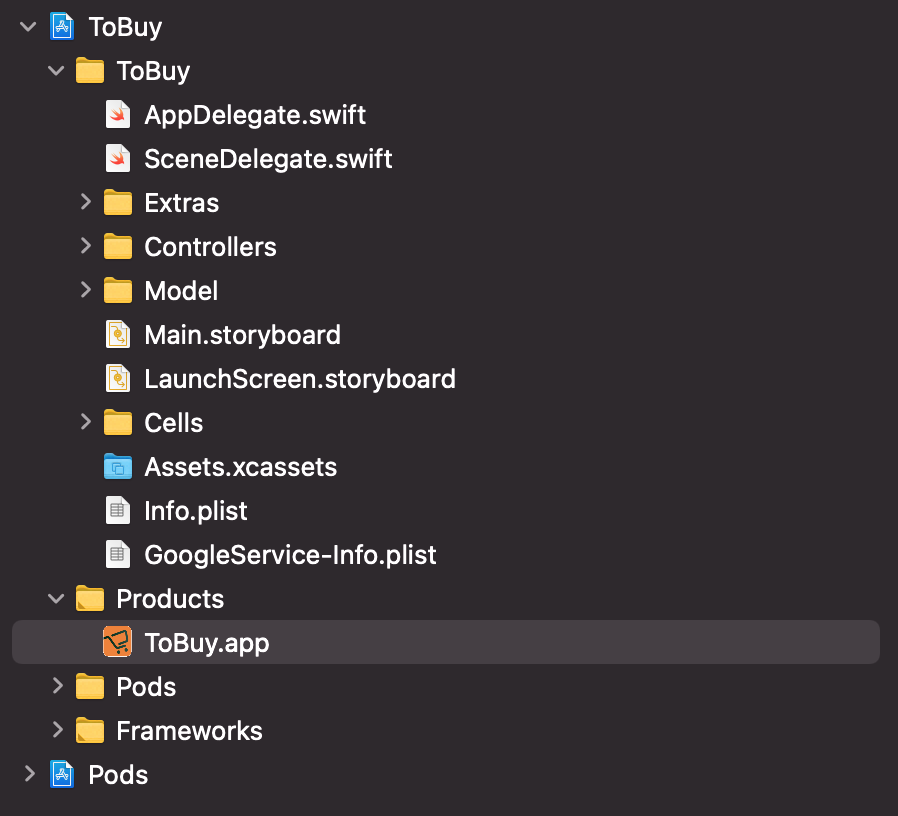 ToBuy
ToBuy
AppDelegate.swift
SceneDelegate.swift
Extras
Controllers
Model
Main.storyboard
LaunchScreen.storyboard
Cells
Assets.xcassets
Info.plist
GoogleService-Info.plist
Products
ToBuy.app
Pods
Frameworks
Pods